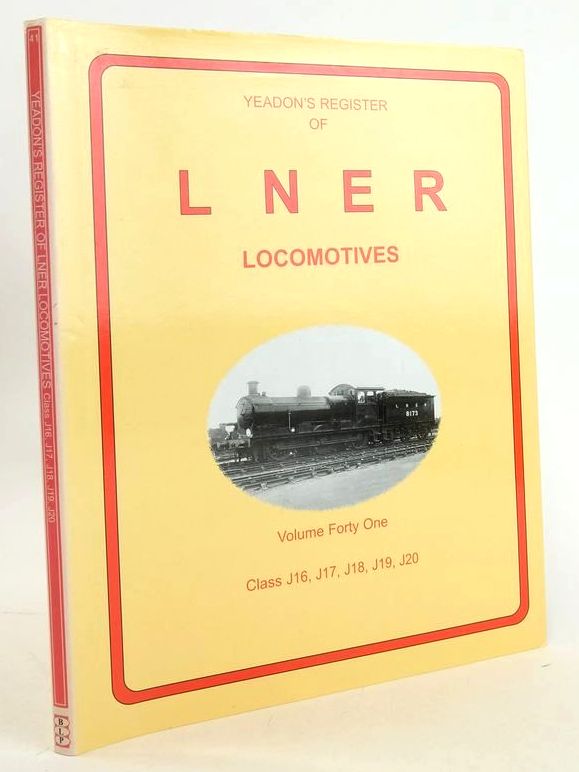 YEADON'S REGISTER
OF
L N E R
LOCOMOTIVES
L N E R
8173
Volume Forty One
Class J16, J17, J18, J19, J20
41
YEADON'S REGISTER OF LNER LOCOMOTIVES Class J16, J17, J18, J19, J20
B
L
P